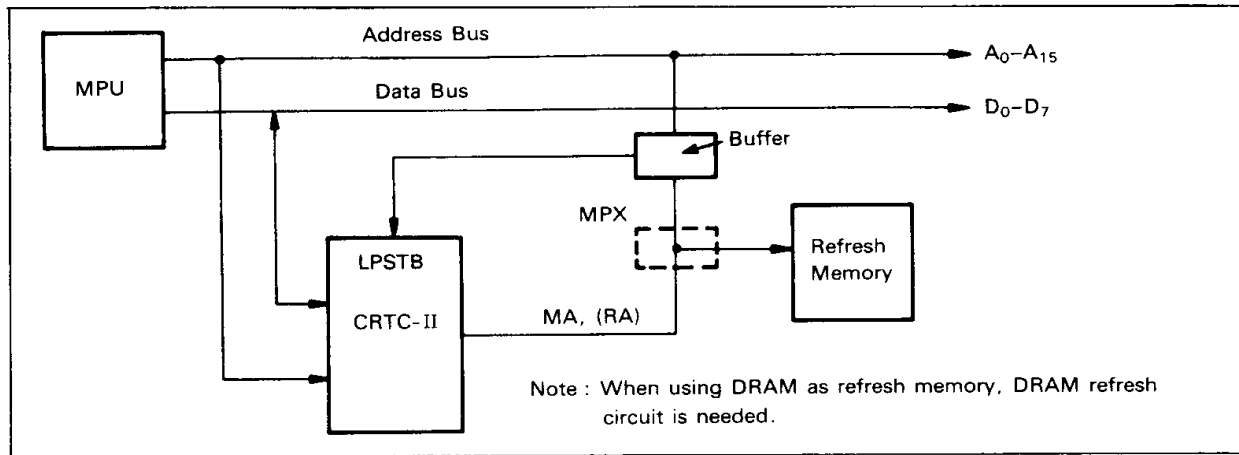 Address Bus
A₀–A₁₅
MPU
Data Bus
D₀–D₇
Buffer
MPX
LPSTB
Refresh
Memory
CRTC-II
MA, (RA)
Note : When using DRAM as refresh memory, DRAM refresh
circuit is needed.